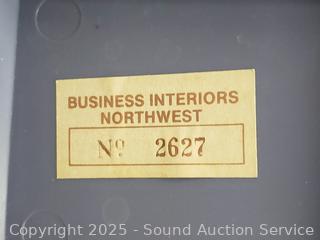 BUSINESS INTERIORS
NORTHWEST
Nº 2627
Copyright © 2025 - Sound Auction Service